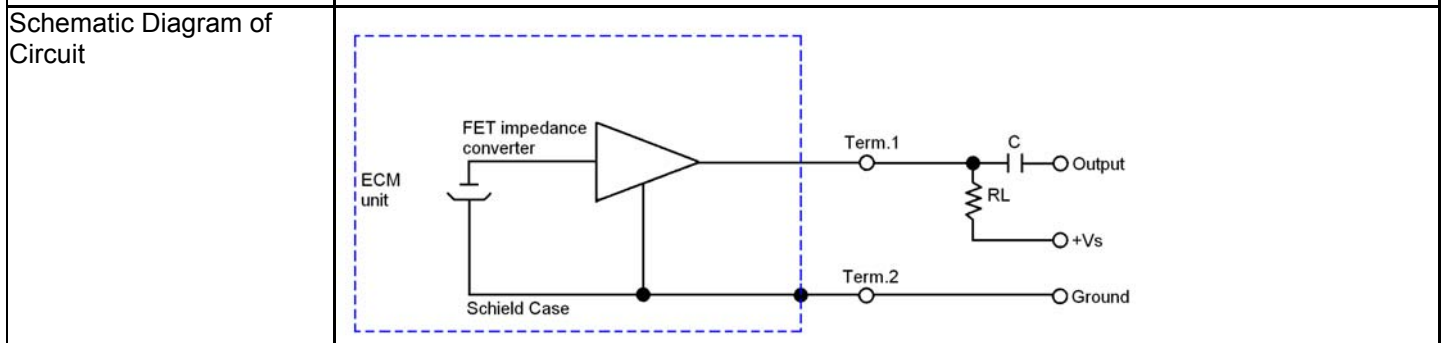 Schematic Diagram of
Circuit
FET impedance
converter
ECM
unit
Schield Case
Term.1
C
Output
RL
+Vs
Term.2
Ground